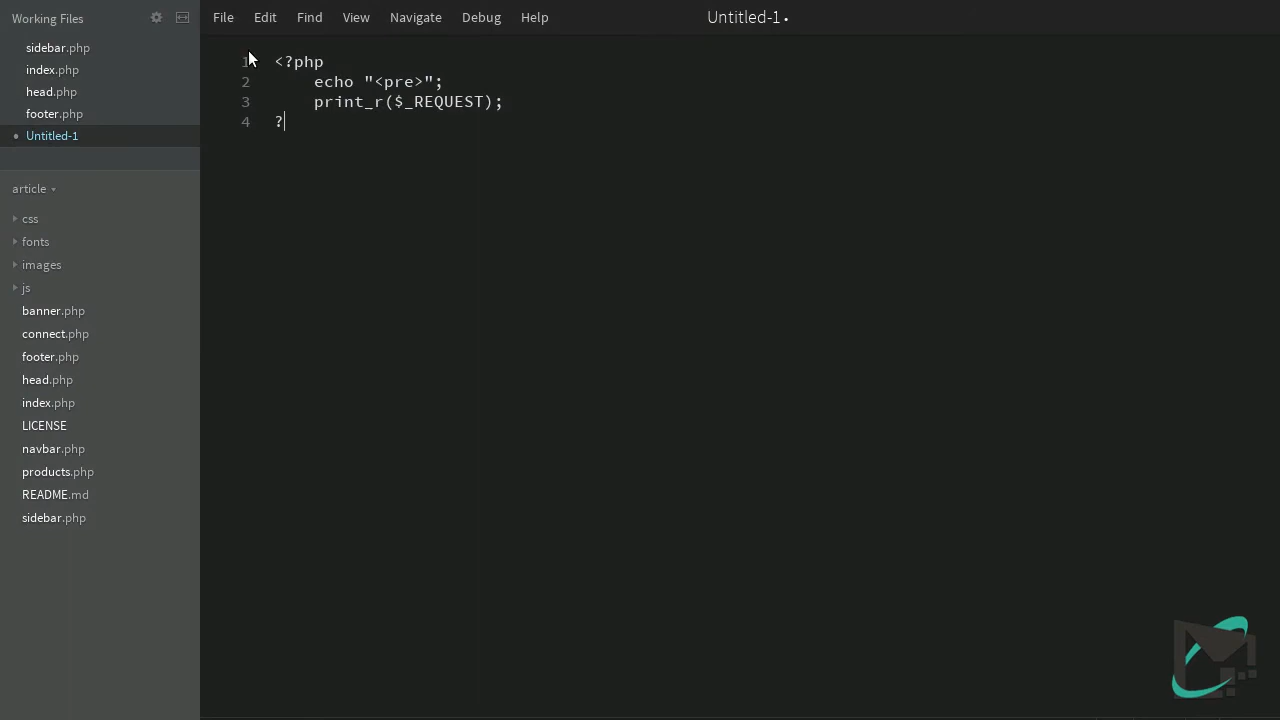 Working Files
sidebar.php
index.php
head.php
footer.php
Untitled-1
article
css
fonts
images
js
banner.php
connect.php
footer.php
head.php
index.php
LICENSE
navbar.php
products.php
README.md
sidebar.php
File Edit Find View Navigate Debug Help
Untitled-1 •
1 <?php
2     echo "<pre>";
3     print_r($_REQUEST);
4 ?